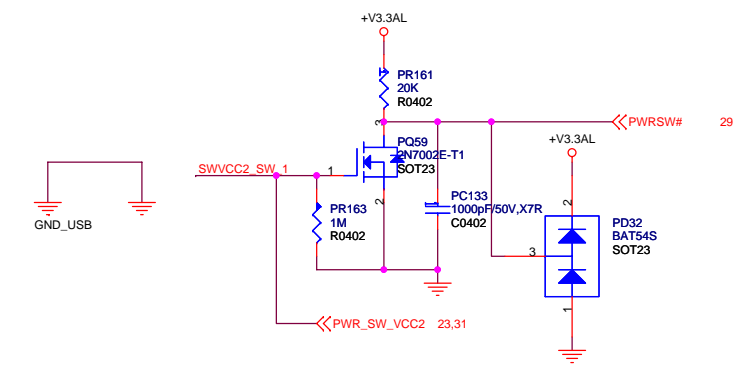 +V3.3AL
PR161
20K
R0402
3
PWRSW# 29
+V3.3AL
PQ59
2N7002E-T1
SOT23
SWVCC2_SW_1
1
2
PC133
1000pF/50V,X7R
C0402
PR163
1M
R0402
GND_USB
2
PD32
BAT54S
SOT23
3
1
PWR_SW_VCC2 23,31